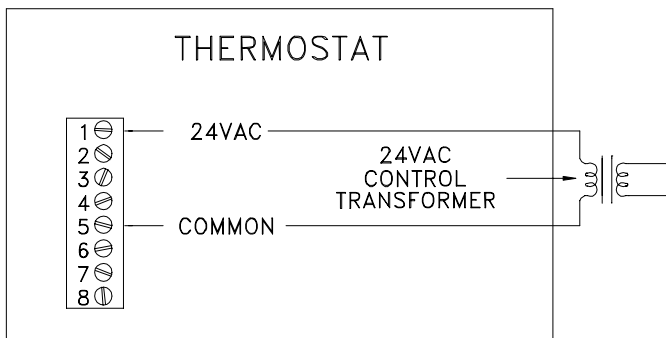 THERMOSTAT
1 24VAC
2
3
4
5 COMMON
6
7
8
24VAC
CONTROL
TRANSFORMER